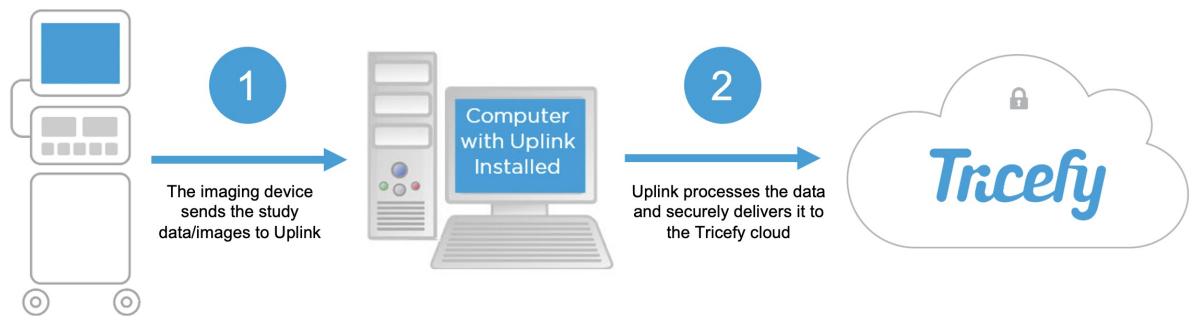 1
The imaging device
sends the study
data/images to Uplink
Computer
with Uplink
Installed
2
Uplink processes the data
and securely delivers it to
the Tricefy cloud
Tricefy